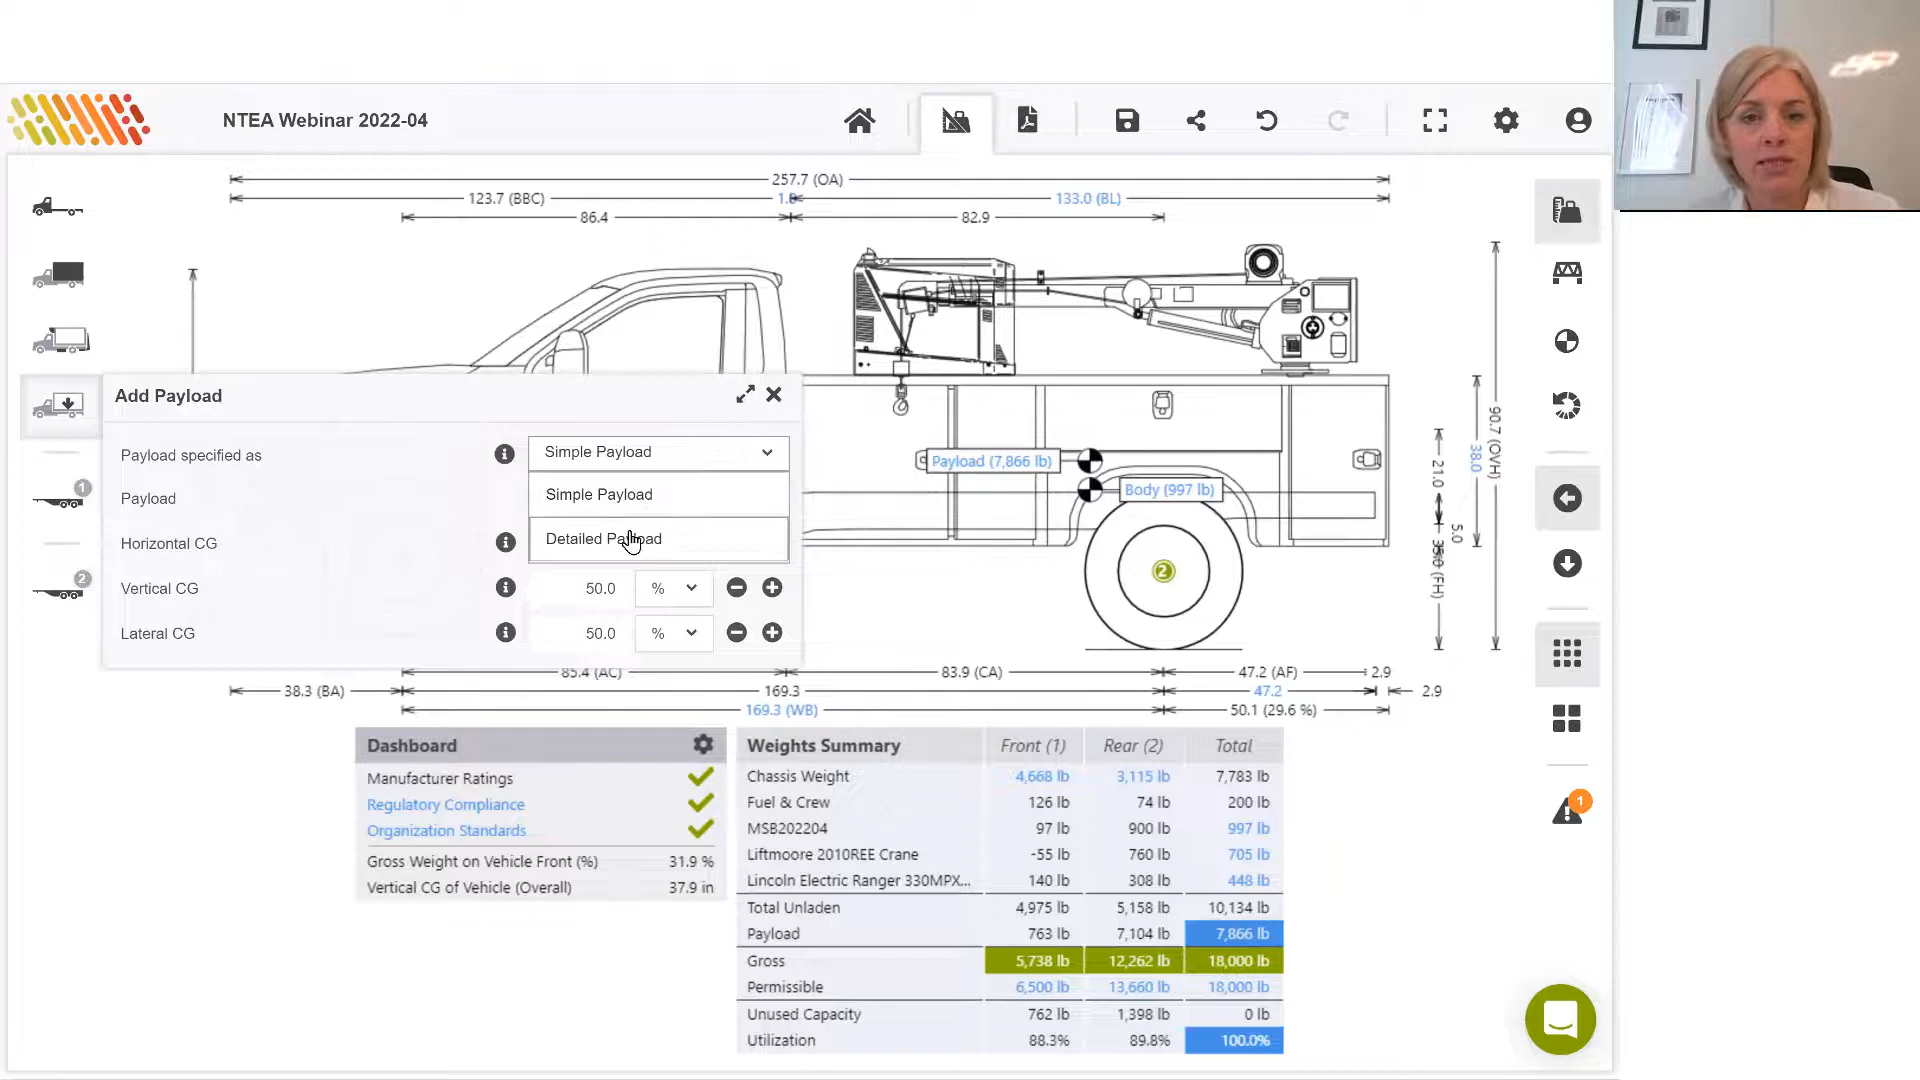 NTEA Webinar 2022-04
257.7 (OA)
123.7 (BBC)
133.0 (BL)
86.4
82.9
Add Payload
Payload specified as
Simple Payload
Simple Payload
Payload
Detailed Payload
Horizontal CG
Vertical CG
50.0
%
Lateral CG
50.0
%
Payload (7,866 lb)
Body (997 lb)
2
1
2
21.0
38.0
90.7 (OVH)
5.0
85.4 (AC)
83.9 (CA)
47.2 (AF)
2.9
38.3 (BA)
169.3
47.2
2.9
169.3 (WB)
50.1 (29.6 %)
Dashboard
Manufacturer Ratings
Regulatory Compliance
Organization Standards
Gross Weight on Vehicle Front (%) 31.9 %
Vertical CG of Vehicle (Overall) 37.9 in
Weights Summary Front (1) Rear (2) Total
Chassis Weight 4,668 lb 3,115 lb 7,783 lb
Fuel & Crew 126 lb 74 lb 200 lb
MSB202204 97 lb 900 lb 997 lb
Liftmoore 2010REE Crane -55 lb 760 lb 705 lb
Lincoln Electric Ranger 330MPX... 140 lb 308 lb 448 lb
Total Unladen 4,975 lb 5,158 lb 10,134 lb
Payload 763 lb 7,104 lb 7,866 lb
Gross 5,738 lb 12,262 lb 18,000 lb
Permissible 6,500 lb 13,660 lb 18,000 lb
Unused Capacity 762 lb 1,398 lb 0 lb
Utilization 88.3% 89.8% 100.0%
1